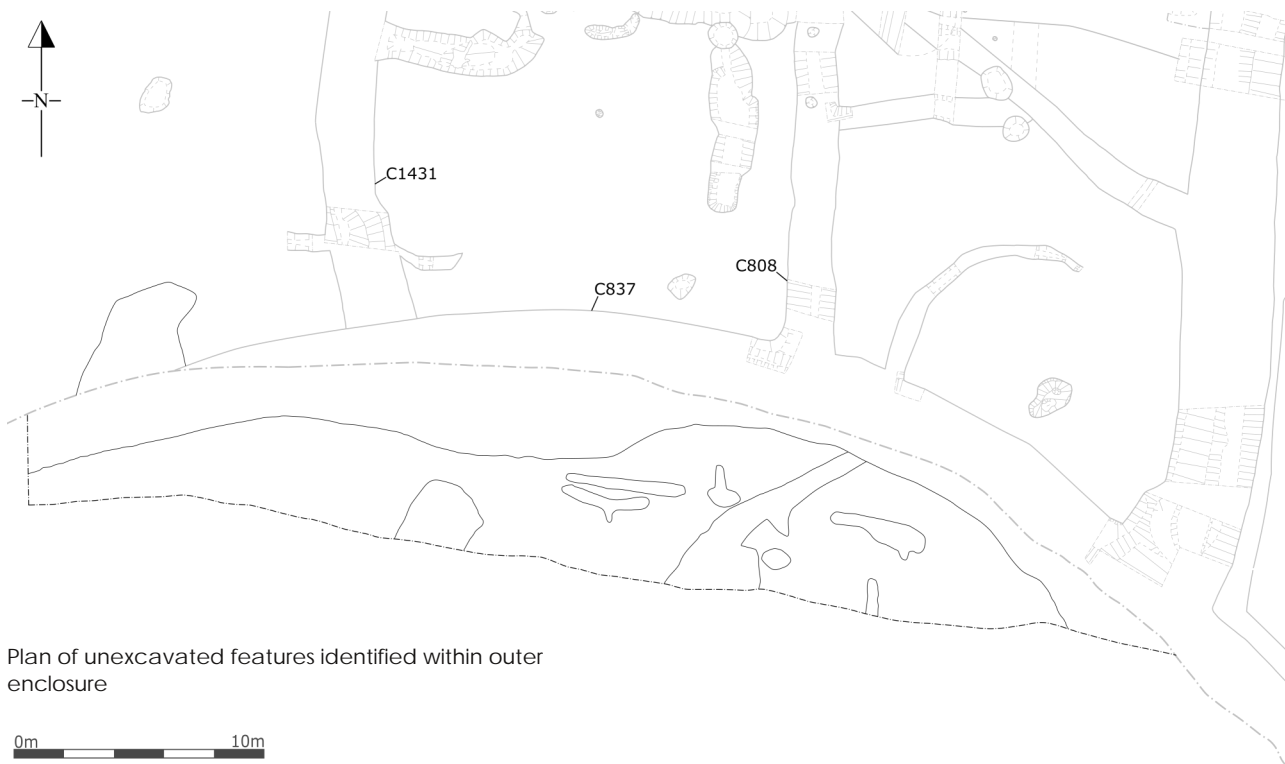 N
C1431
C808
C837
Plan of unexcavated features identified within outer
enclosure
0m 10m